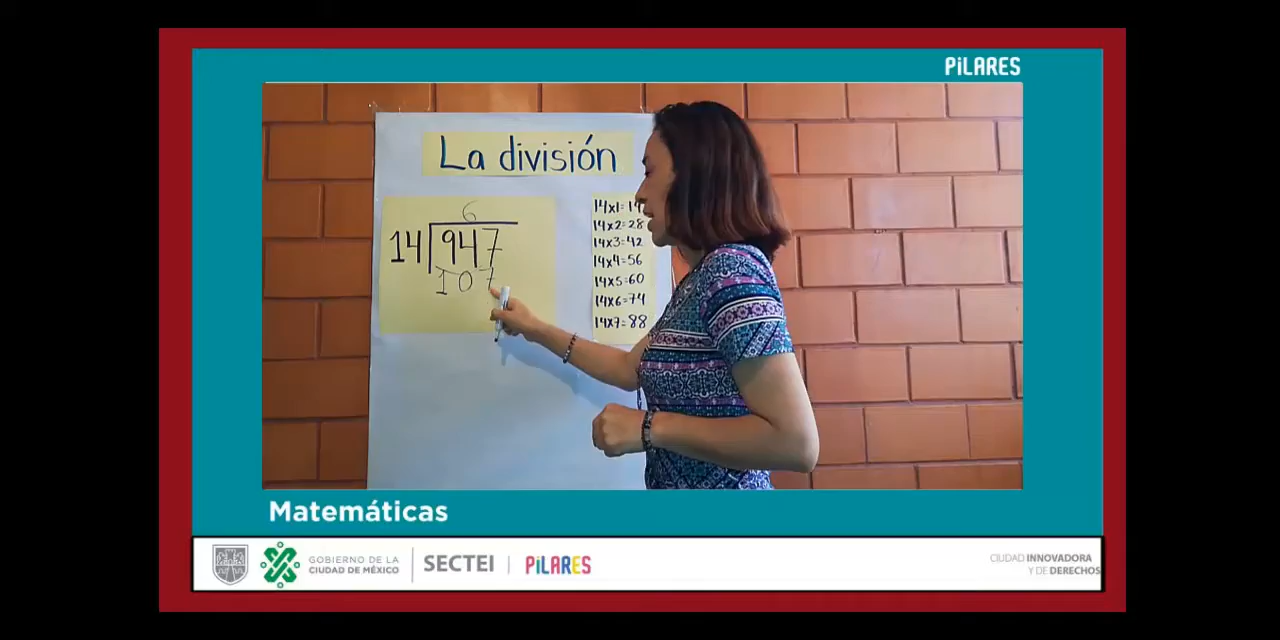 PiLARES
La división
6
14 947
107
14x1=14
14x2=28
14x3=42
14x4=56
14x5=60
14x6=74
14x7=88
Matemáticas
GOBIERNO DE LA
CIUDAD DE MÉXICO
SECTEI
PiLARES
CIUDAD INNOVADORA
Y DE DERECHOS